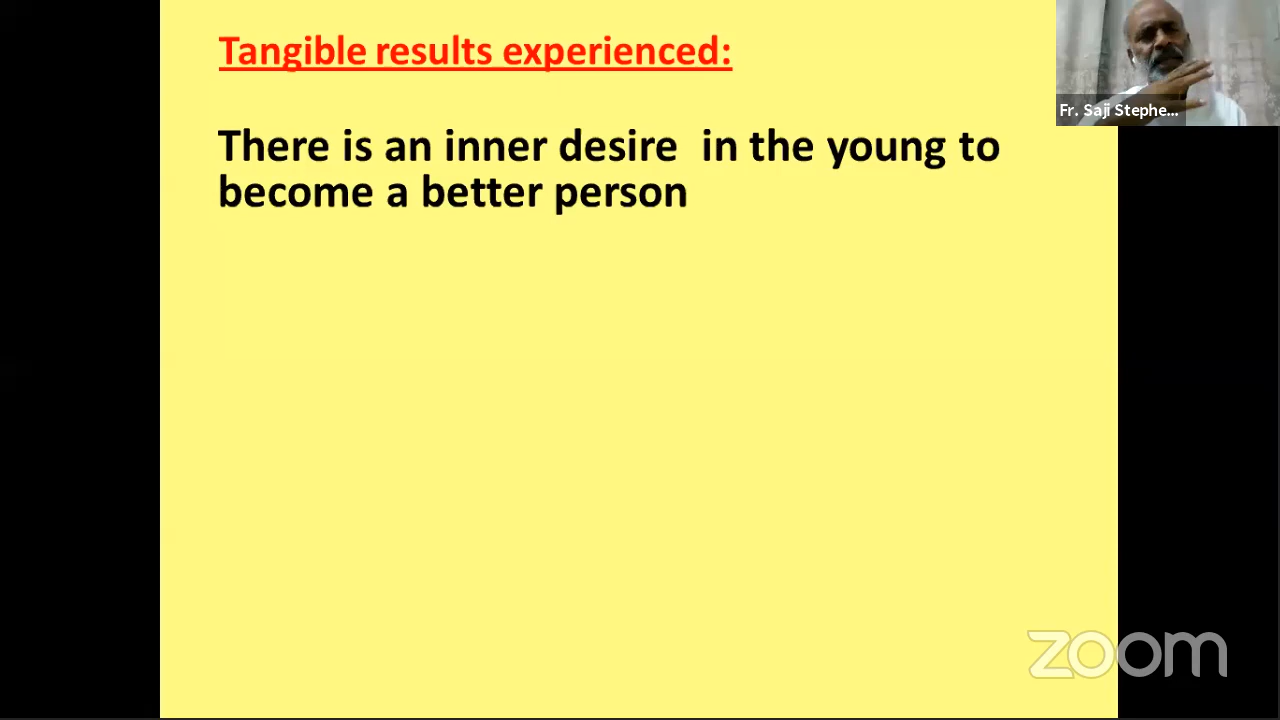 Tangible results experienced:
Fr. Saji Stephe...
There is an inner desire  in the young to
become a better person
zoom